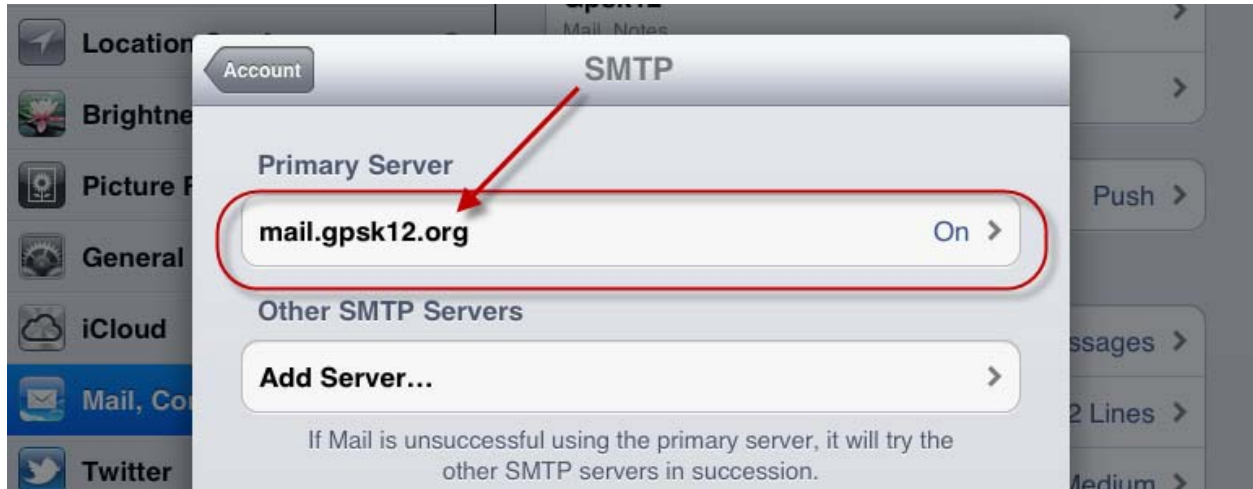 Location
Account
SMTP
Mail, Notes
Brightne
Primary Server
Picture F
Push
mail.gpsk12.org
On
General
Other SMTP Servers
iCloud
ssages
Add Server...
Mail, Co
2 Lines
If Mail is unsuccessful using the primary server, it will try the
other SMTP servers in succession.
Twitter
Medium